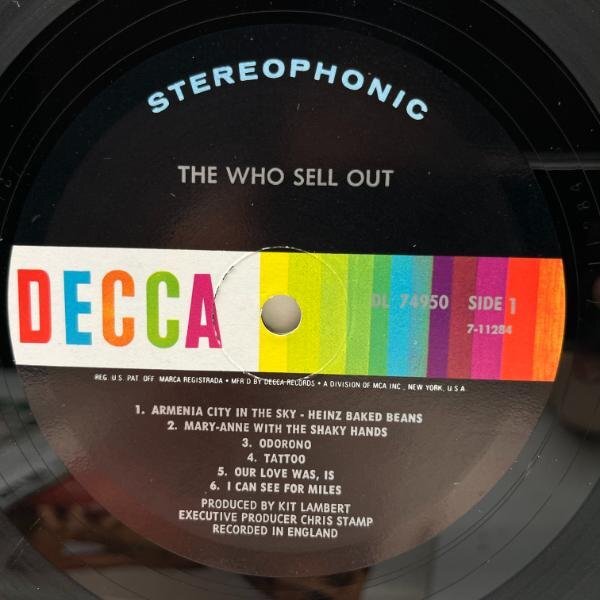 STEREOPHONIC
THE WHO SELL OUT
DECCA
DL 74950 SIDE 1
7-11284
REG. U.S. PAT. OFF. MARCA REGISTRADA • MFR'D BY DECCA RECORDS • A DIVISION OF MCA INC., NEW YORK, U.S.A
1. ARMENIA CITY IN THE SKY - HEINZ BAKED BEANS
2. MARY-ANNE WITH THE SHAKY HANDS
3. ODORONO
4. TATTOO
5. OUR LOVE WAS, IS
6. I CAN SEE FOR MILES
PRODUCED BY KIT LAMBERT
EXECUTIVE PRODUCER CHRIS STAMP
RECORDED IN ENGLAND